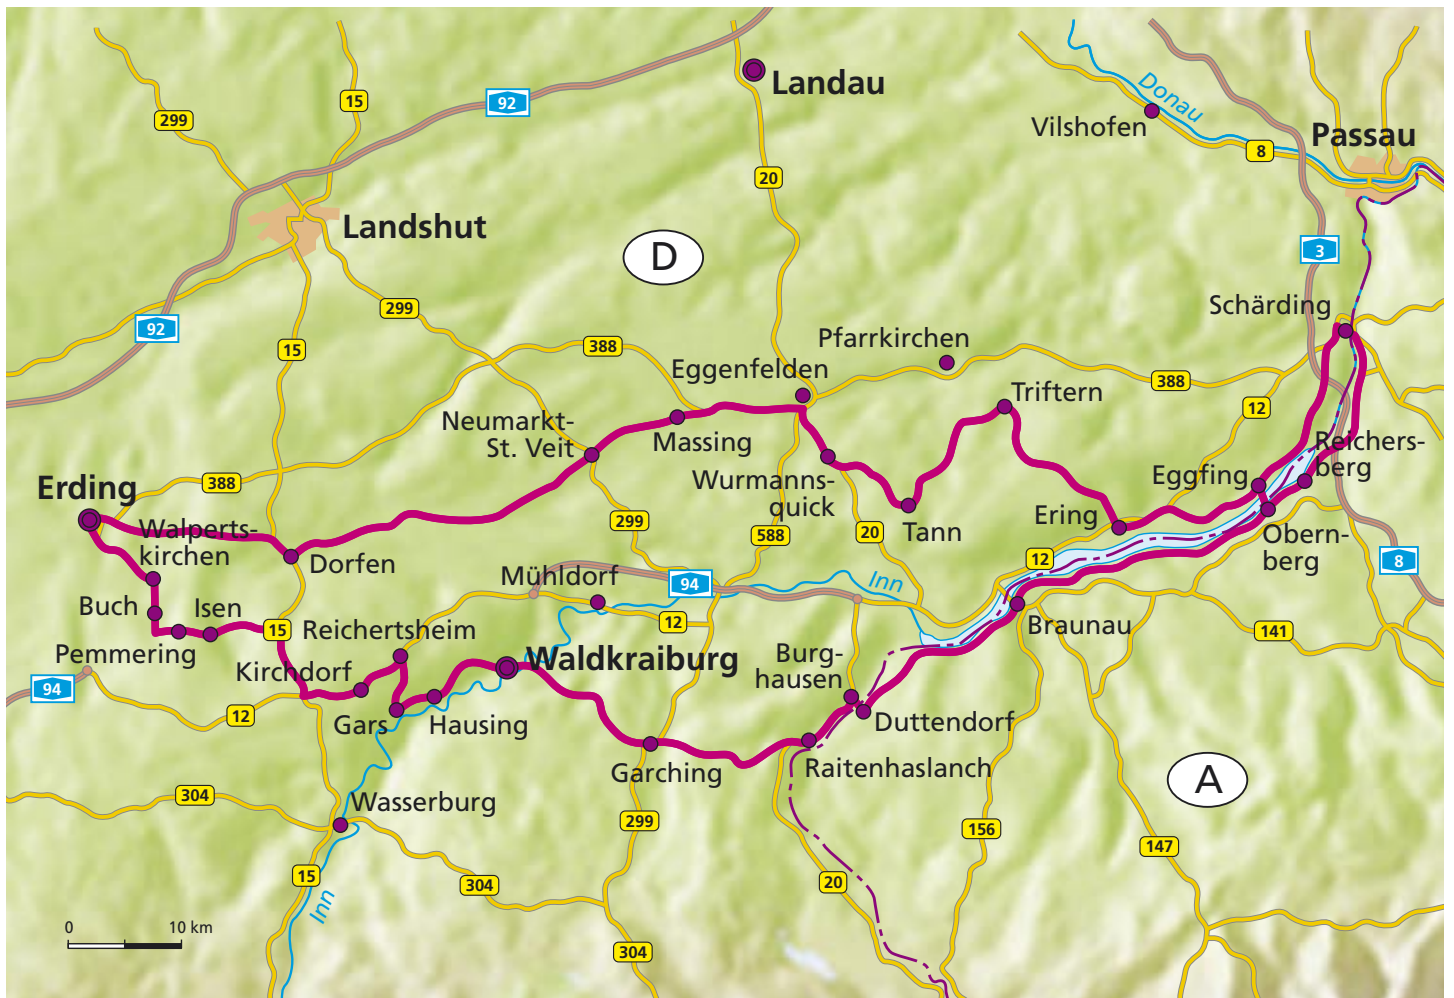 15
92
Landau
299
Donau
Vilshofen
8
Passau
20
Landshut
D
3
299
92
Schärding
15
388
Pfarrkirchen
Eggenfelden
388
Triftern
12
Neumarkt-
St. Veit
Massing
Reichers-
berg
Wurmanns-
quick
Eggfing
388
Erding
Walperts-
kirchen
Tann
Ering
299
588
20
Obern-
berg
Dorfen
12
8
Mühldorf
94
Inn
Buch
Isen
12
Braunau
141
15
Reichertsheim
Pemmering
Kirchdorf
Waldkraiburg
Burg-
hausen
94
12
Gars
Hausing
Duttendorf
Garching
Raitenhaslanch
A
304
Wasserburg
299
156
147
15
304
20
Inn
0
10 km
304